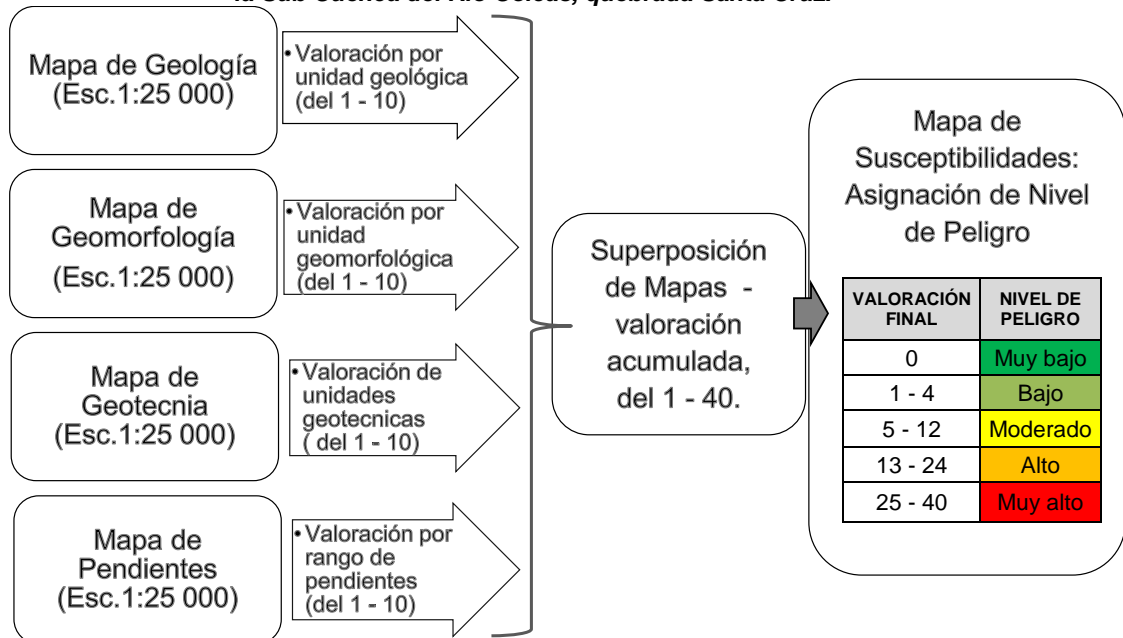 Mapa de Geología
(Esc.1:25 000)
• Valoración por
unidad geológica
(del 1 - 10)
Mapa de
Geomorfología
(Esc.1:25 000)
• Valoración por
unidad
geomorfológica
(del 1 - 10)
Mapa de
Geotecnia
(Esc.1:25 000)
• Valoración de
unidades
geotecnicas
( del 1 - 10)
Mapa de
Pendientes
(Esc.1:25 000)
• Valoración por
rango de
pendientes
(del 1 - 10)
Superposición
de Mapas -
valoración
acumulada,
del 1 - 40.
Mapa de
Susceptibilidades:
Asignación de Nivel
de Peligro
VALORACIÓN FINAL NIVEL DE PELIGRO
0 Muy bajo
1 - 4 Bajo
5 - 12 Moderado
13 - 24 Alto
25 - 40 Muy alto